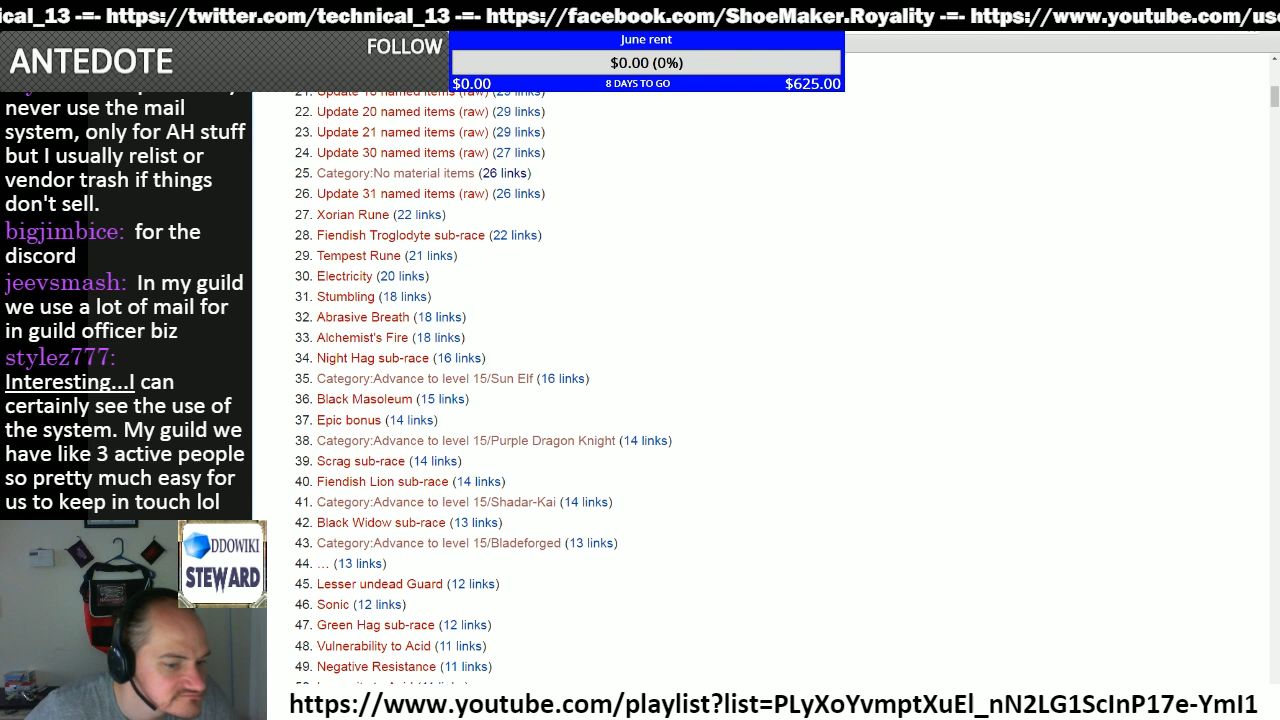 ical_13 -=- https://twitter.com/technical_13 -=- https://facebook.com/ShoeMaker.Royality -=- https://www.youtube.com/use
ANTEDOTE
FOLLOW
June rent
$0.00 (0%)
$0.00
8 DAYS TO GO
$625.00
never use the mail
system, only for AH stuff
but I usually relist or
vendor trash if things
don't sell.
bigjimbice: for the
discord
jeevsmash: In my guild
we use a lot of mail for
in guild officer biz
stylez777:
Interesting...I can
certainly see the use of
the system. My guild we
have like 3 active people
so pretty much easy for
us to keep in touch lol
DDOWIKI
STEWARD
22. Update 20 named items (raw) (29 links)
23. Update 21 named items (raw) (29 links)
24. Update 30 named items (raw) (27 links)
25. Category:No material items (26 links)
26. Update 31 named items (raw) (26 links)
27. Xorian Rune (22 links)
28. Fiendish Troglodyte sub-race (22 links)
29. Tempest Rune (21 links)
30. Electricity (20 links)
31. Stumbling (18 links)
32. Abrasive Breath (18 links)
33. Alchemist's Fire (18 links)
34. Night Hag sub-race (16 links)
35. Category:Advance to level 15/Sun Elf (16 links)
36. Black Masoleum (15 links)
37. Epic bonus (14 links)
38. Category:Advance to level 15/Purple Dragon Knight (14 links)
39. Scrag sub-race (14 links)
40. Fiendish Lion sub-race (14 links)
41. Category:Advance to level 15/Shadar-Kai (14 links)
42. Black Widow sub-race (13 links)
43. Category:Advance to level 15/Bladeforged (13 links)
44. … (13 links)
45. Lesser undead Guard (12 links)
46. Sonic (12 links)
47. Green Hag sub-race (12 links)
48. Vulnerability to Acid (11 links)
49. Negative Resistance (11 links)
https://www.youtube.com/playlist?list=PLyXoYvmptXuEl_nN2LG1ScInP17e-YmI1